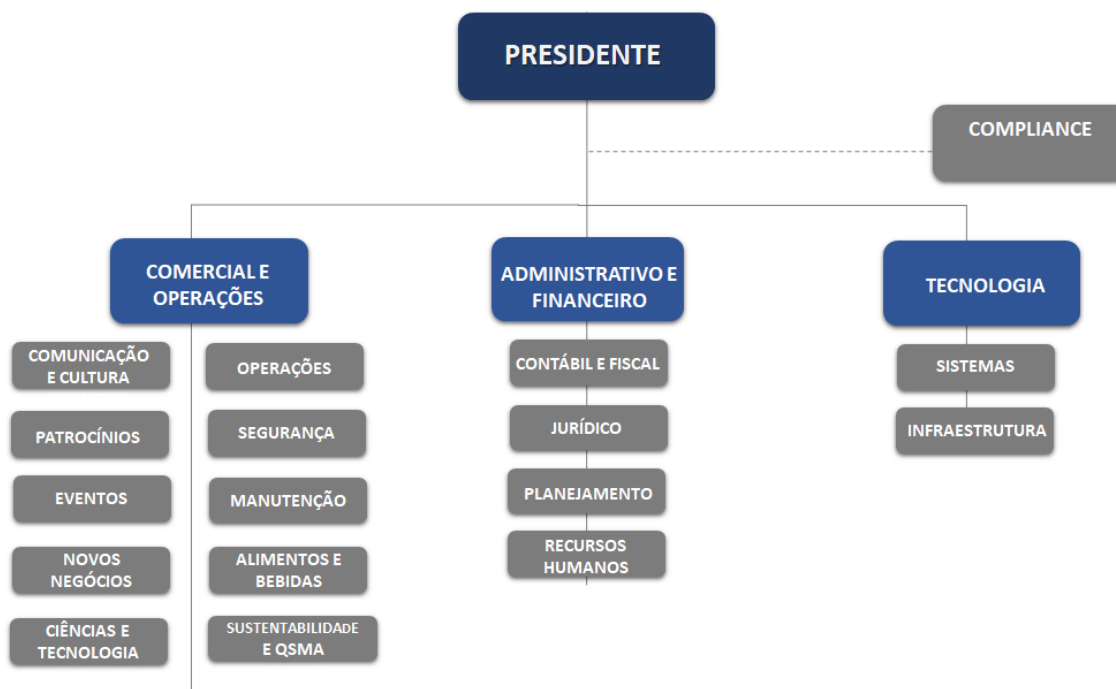 PRESIDENTE
COMPLIANCE
COMERCIAL E
OPERAÇÕES
ADMINISTRATIVO E
FINANCEIRO
TECNOLOGIA
COMUNICAÇÃO
E CULTURA
PATROCÍNIOS
EVENTOS
NOVOS
NEGÓCIOS
CIÊNCIAS E
TECNOLOGIA
OPERAÇÕES
SEGURANÇA
MANUTENÇÃO
ALIMENTOS E
BEBIDAS
SUSTENTABILIDADE
E QSMA
CONTÁBIL E FISCAL
JURÍDICO
PLANEJAMENTO
RECURSOS
HUMANOS
SISTEMAS
INFRAESTRUTURA